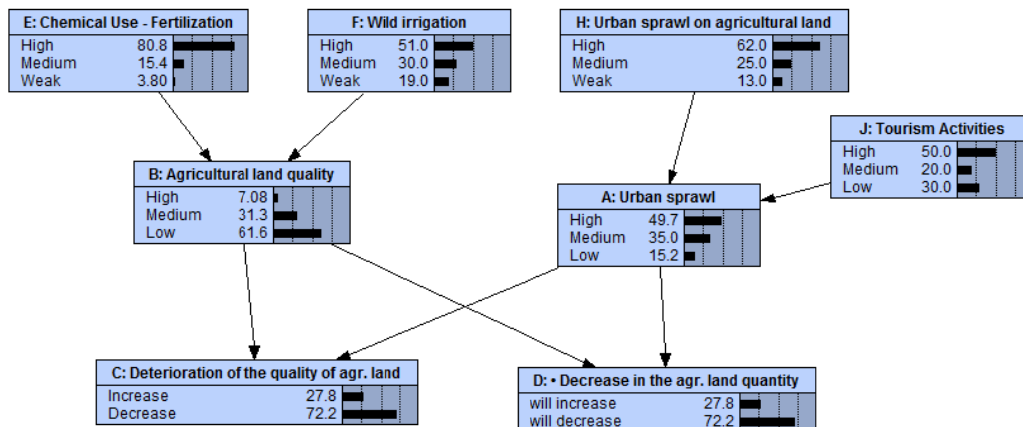 E: Chemical Use - Fertilization
High 80.8
Medium 15.4
Weak 3.80
F: Wild irrigation
High 51.0
Medium 30.0
Weak 19.0
H: Urban sprawl on agricultural land
High 62.0
Medium 25.0
Weak 13.0
J: Tourism Activities
High 50.0
Medium 20.0
Low 30.0
B: Agricultural land quality
High 7.08
Medium 31.3
Low 61.6
A: Urban sprawl
High 49.7
Medium 35.0
Low 15.2
C: Deterioration of the quality of agr. land
Increase 27.8
Decrease 72.2
D: • Decrease in the agr. land quantity
will increase 27.8
will decrease 72.2